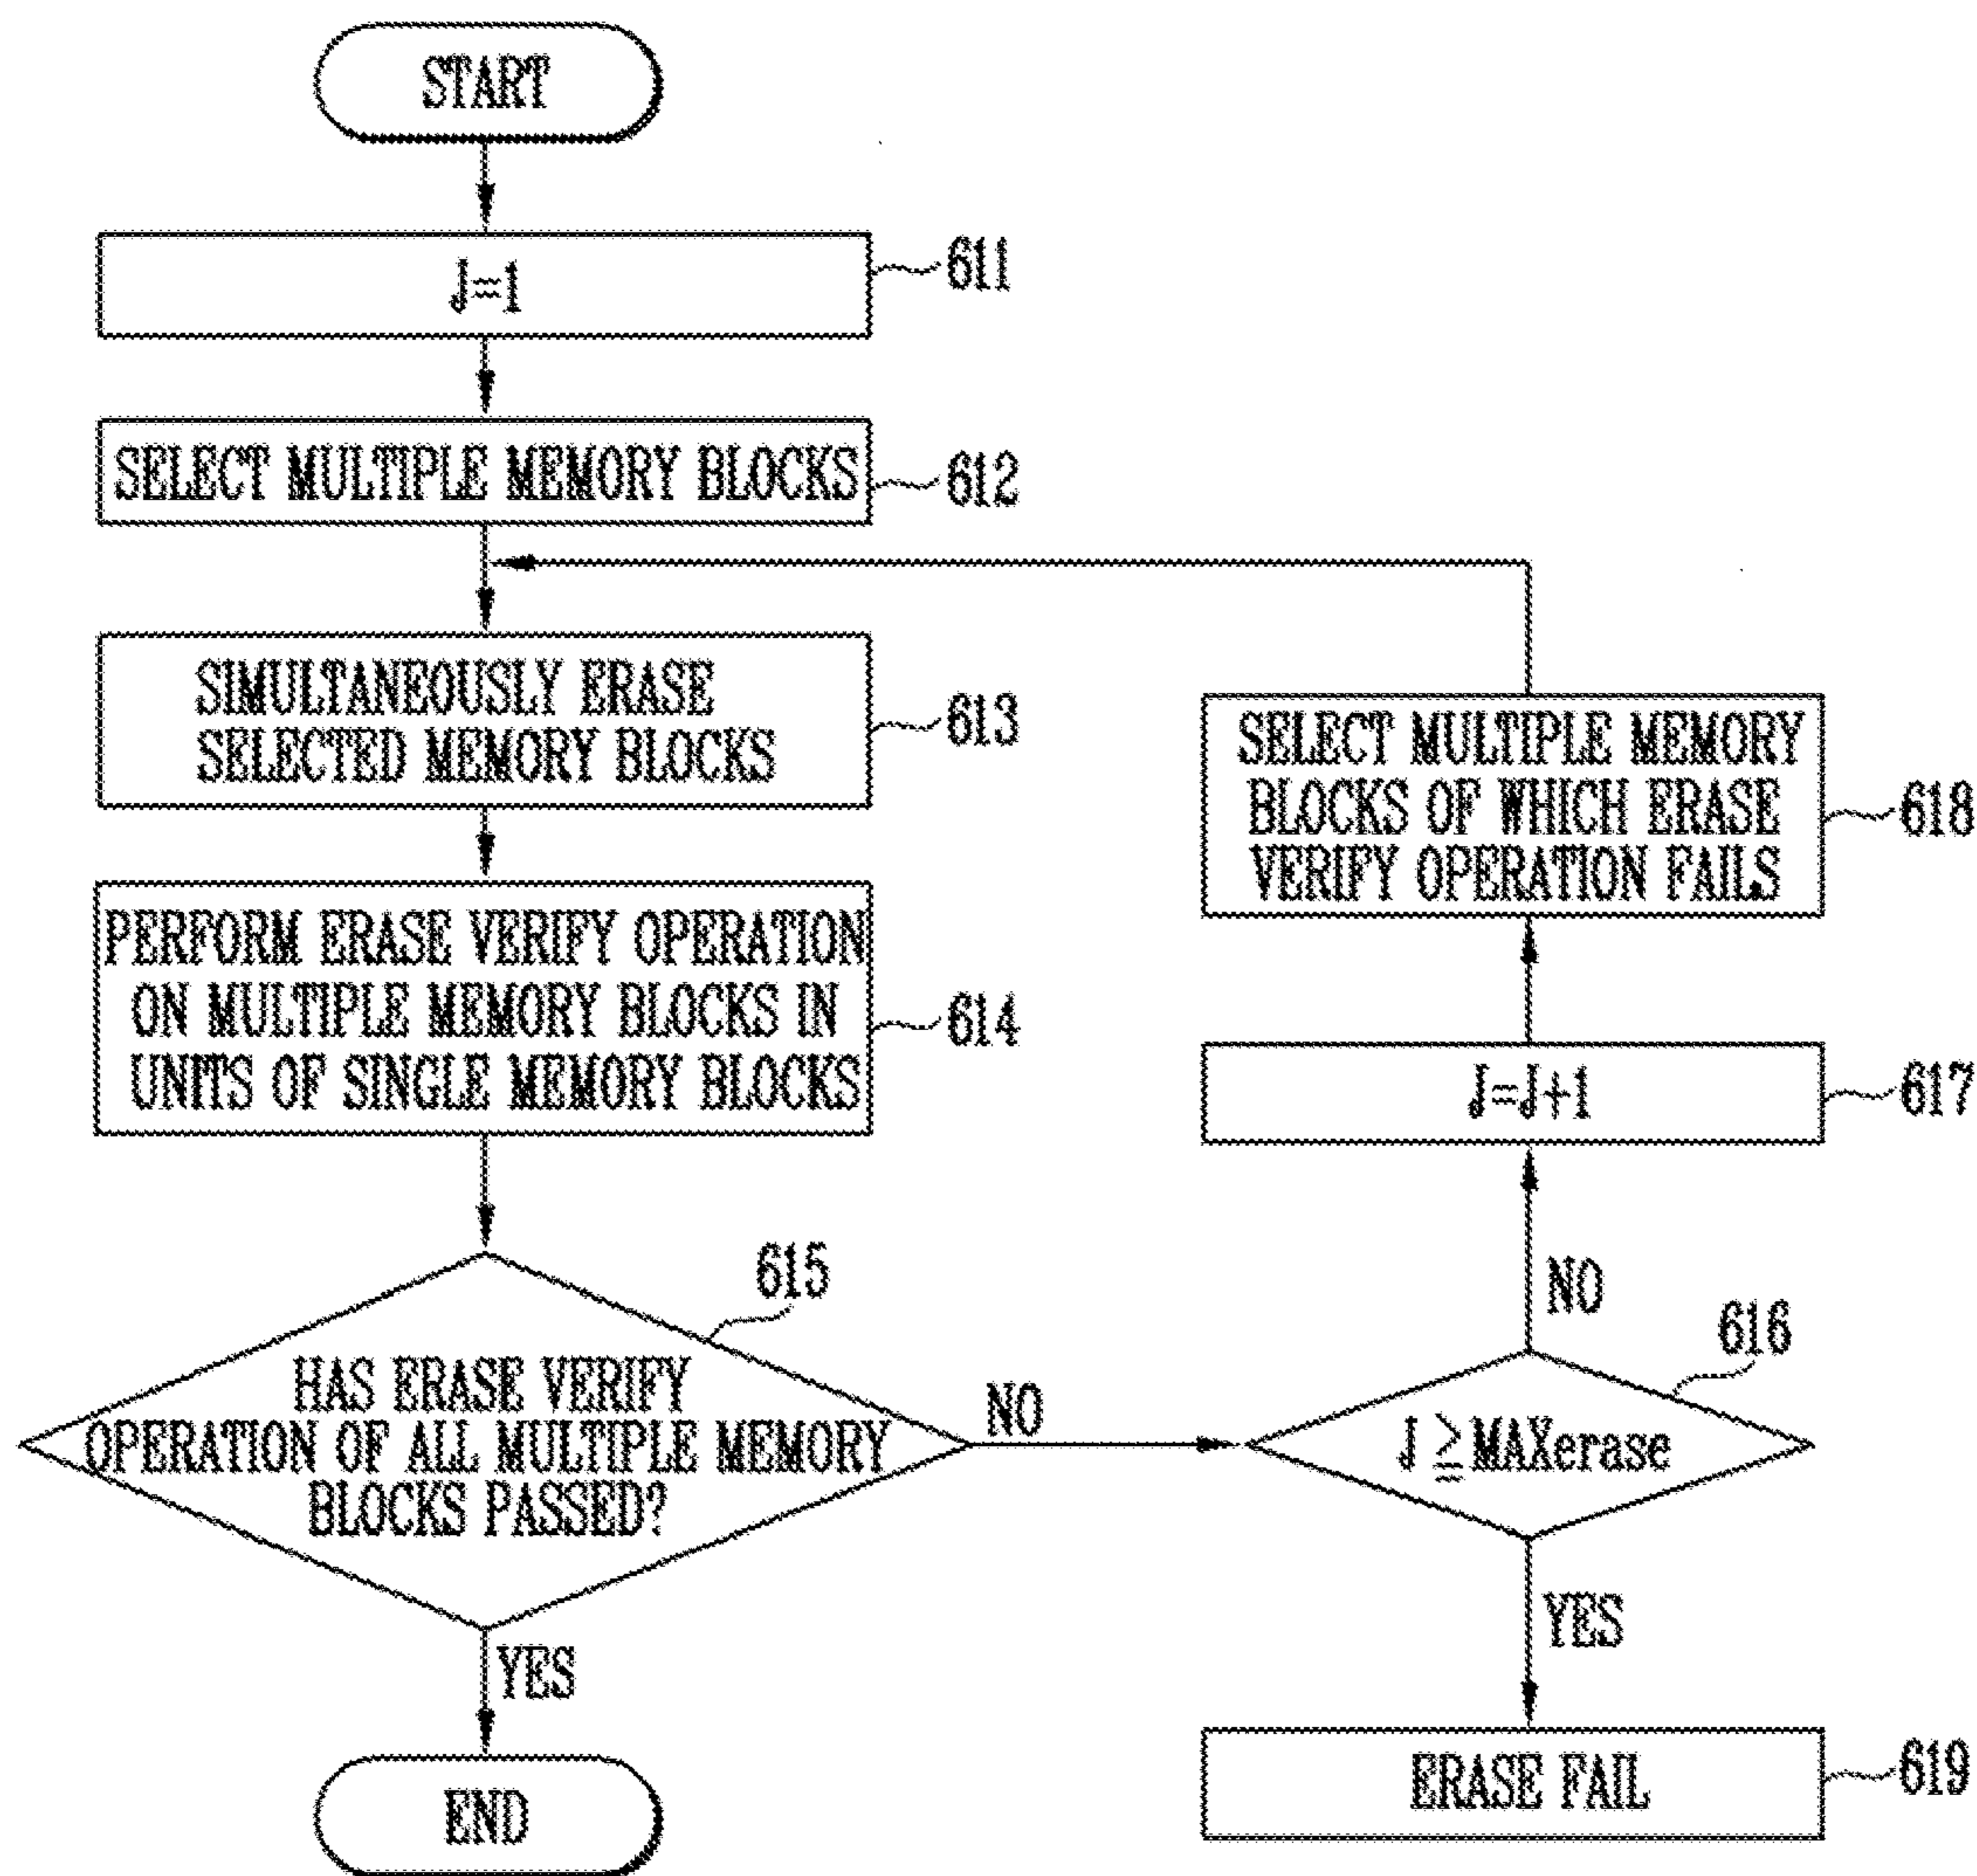 START
J=1
611
SELECT MULTIPLE MEMORY BLOCKS
612
SIMULTANEOUSLY ERASE
SELECTED MEMORY BLOCKS
613
PERFORM ERASE VERIFY OPERATION
ON MULTIPLE MEMORY BLOCKS IN
UNITS OF SINGLE MEMORY BLOCKS
614
615
HAS ERASE VERIFY
OPERATION OF ALL MULTIPLE MEMORY
BLOCKS PASSED?
NO
YES
END
616
J ≧ MAXerase
NO
YES
J=J+1
617
SELECT MULTIPLE MEMORY
BLOCKS OF WHICH ERASE
VERIFY OPERATION FAILS
618
ERASE FAIL
619